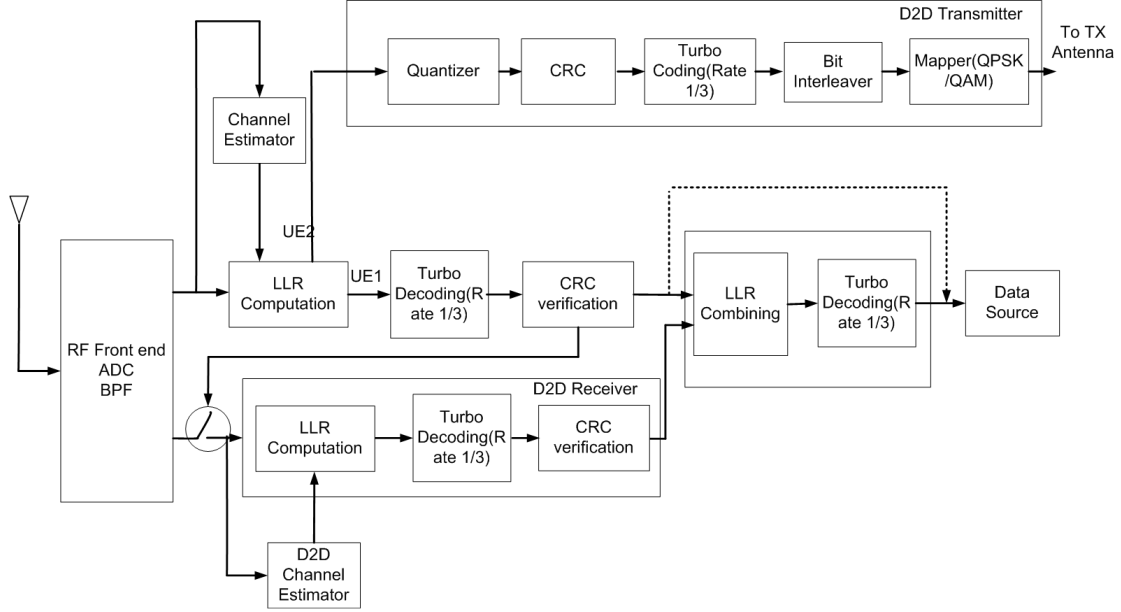 D2D Transmitter
To TX
Antenna
Quantizer
CRC
Turbo
Coding(Rate
1/3)
Bit
Interleaver
Mapper(QPSK
/QAM)
Channel
Estimator
UE2
LLR
Computation
UE1
Turbo
Decoding(R
ate 1/3)
CRC
verification
LLR
Combining
Turbo
Decoding(R
ate 1/3)
Data
Source
RF Front end
ADC
BPF
D2D Receiver
LLR
Computation
Turbo
Decoding(R
ate 1/3)
CRC
verification
D2D
Channel
Estimator